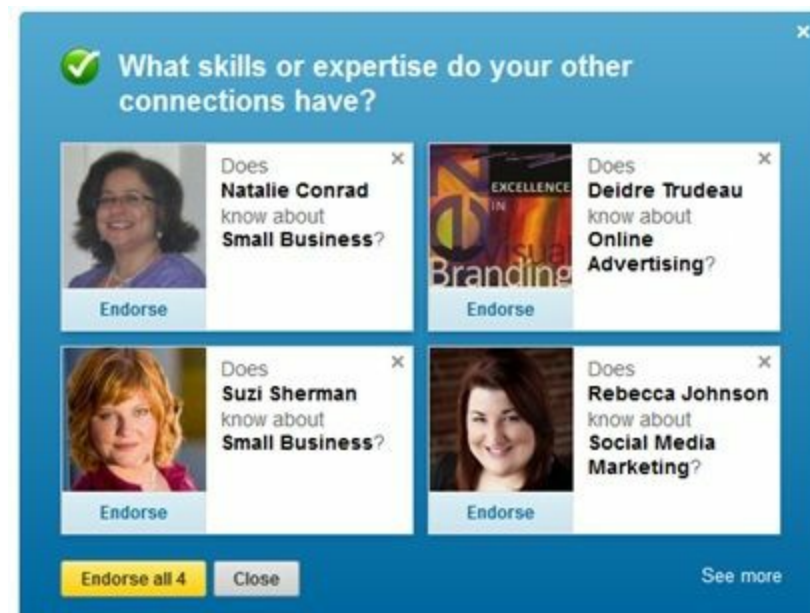 ×
What skills or expertise do your other
connections have?
×
Does
Natalie Conrad
know about
Small Business?
Endorse
×
EXCELLENCE
IN
ez
Visual
Branding
Does
Deidre Trudeau
know about
Online
Advertising?
Endorse
×
Does
Suzi Sherman
know about
Small Business?
Endorse
×
Does
Rebecca Johnson
know about
Social Media
Marketing?
Endorse
Endorse all 4
Close
See more